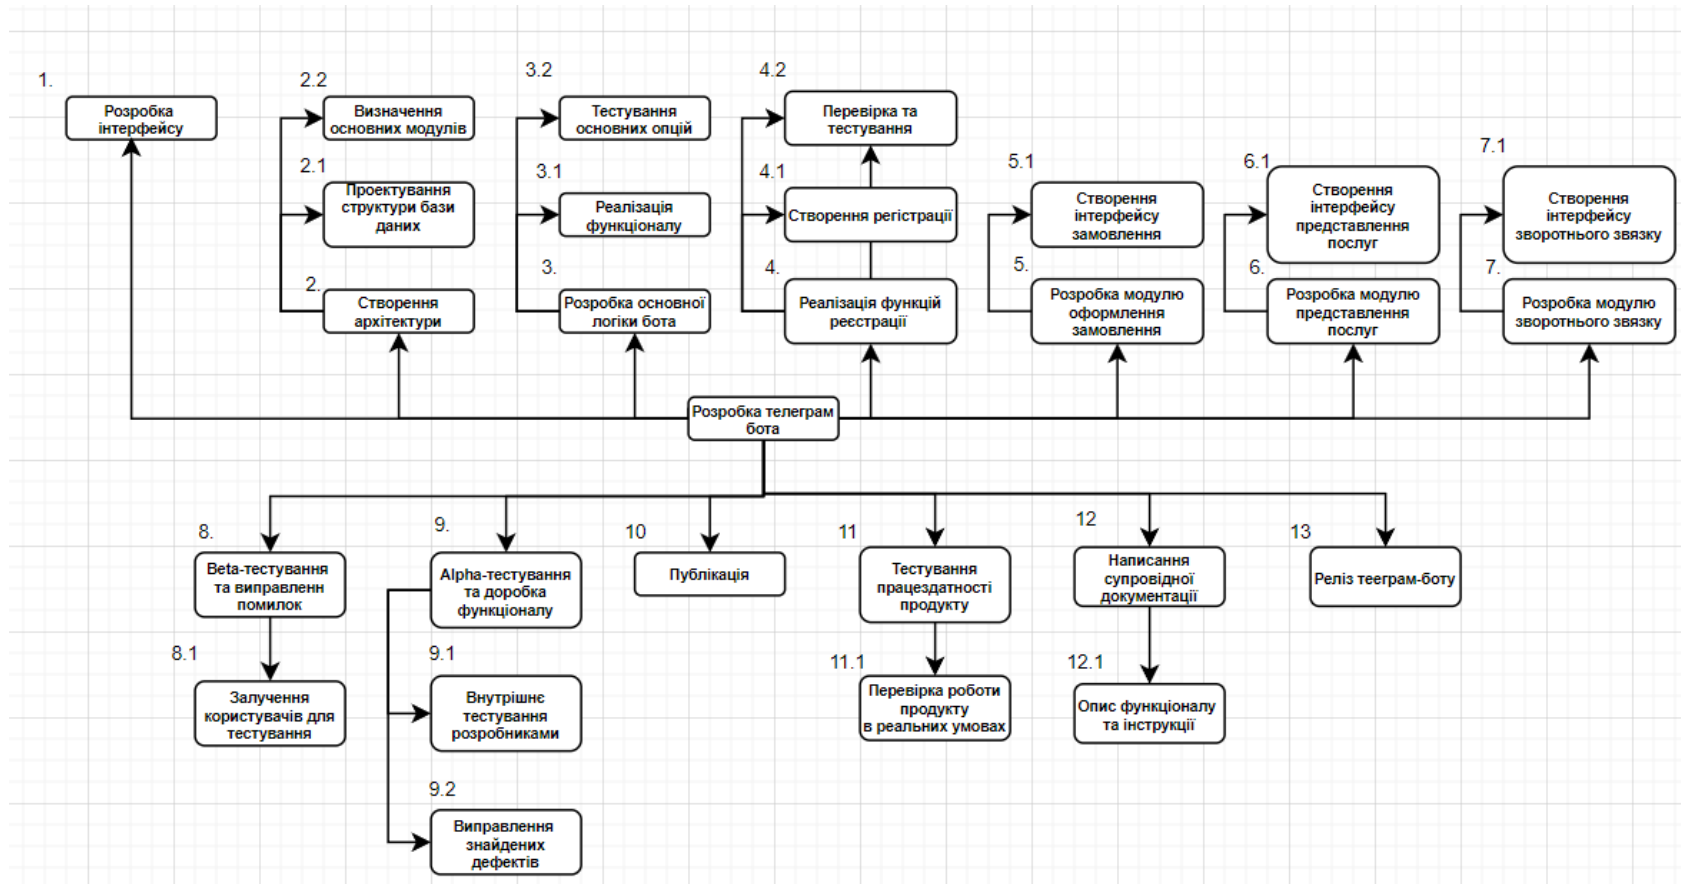 1.
Розробка
інтерфейсу
2.2
Визначення
основних модулів
2.1
Проектування
структури бази
даних
2.
Створення
архітектури
3.2
Тестування
основних опцій
3.1
Реалізація
функціоналу
3.
Розробка основної
логіки бота
4.2
Перевірка та
тестування
4.1
Створення регістрації
4.
Реалізація функцій
реєстрації
5.1
Створення
інтерфейсу
замовлення
5.
Розробка модулю
оформлення
замовлення
6.1
Створення
інтерфейсу
представлення
послуг
6.
Розробка модулю
представлення
послуг
7.1
Створення
інтерфейсу
зворотнього звязку
7.
Розробка модулю
зворотнього звязку
Розробка телеграм
бота
8.
Beta-тестування
та виправленн
помилок
8.1
Залучення
користувачів для
тестування
9.
Alpha-тестування
та доробка
функціоналу
9.1
Внутрішнє
тестування
розробниками
9.2
Виправлення
знайдених
дефектів
10
Публікація
11
Тестування
працездатності
продукту
11.1
Перевірка роботи
продукту
в реальних умовах
12
Написання
супровідної
документації
12.1
Опис функціоналу
та інструкції
13
Реліз тееграм-боту